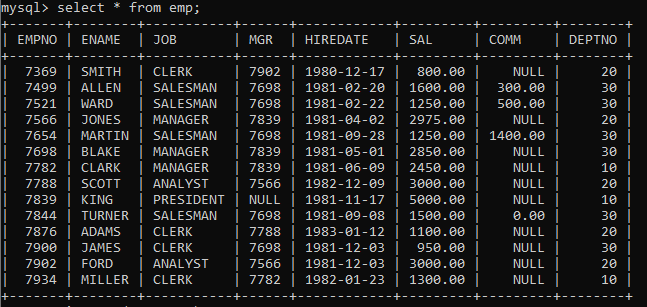 mysql> select * from emp;
+-------+--------+-----------+------+------------+---------+---------+--------+
| EMPNO | ENAME | JOB | MGR | HIREDATE | SAL | COMM | DEPTNO |
+-------+--------+-----------+------+------------+---------+---------+--------+
| 7369 | SMITH | CLERK | 7902 | 1980-12-17 | 800.00 | NULL | 20 |
| 7499 | ALLEN | SALESMAN | 7698 | 1981-02-20 | 1600.00 | 300.00 | 30 |
| 7521 | WARD | SALESMAN | 7698 | 1981-02-22 | 1250.00 | 500.00 | 30 |
| 7566 | JONES | MANAGER | 7839 | 1981-04-02 | 2975.00 | NULL | 20 |
| 7654 | MARTIN | SALESMAN | 7698 | 1981-09-28 | 1250.00 | 1400.00 | 30 |
| 7698 | BLAKE | MANAGER | 7839 | 1981-05-01 | 2850.00 | NULL | 30 |
| 7782 | CLARK | MANAGER | 7839 | 1981-06-09 | 2450.00 | NULL | 10 |
| 7788 | SCOTT | ANALYST | 7566 | 1982-12-09 | 3000.00 | NULL | 20 |
| 7839 | KING | PRESIDENT | NULL | 1981-11-17 | 5000.00 | NULL | 10 |
| 7844 | TURNER | SALESMAN | 7698 | 1981-09-08 | 1500.00 | 0.00 | 30 |
| 7876 | ADAMS | CLERK | 7788 | 1983-01-12 | 1100.00 | NULL | 20 |
| 7900 | JAMES | CLERK | 7698 | 1981-12-03 | 950.00 | NULL | 30 |
| 7902 | FORD | ANALYST | 7566 | 1981-12-03 | 3000.00 | NULL | 20 |
| 7934 | MILLER | CLERK | 7782 | 1982-01-23 | 1300.00 | NULL | 10 |
+-------+--------+-----------+------+------------+---------+---------+--------+